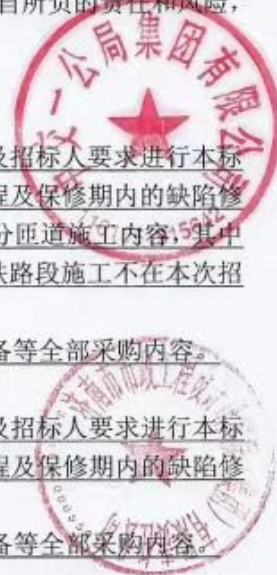 自所负的责任和风险，
中交一公局集团有限公司
及招标人要求进行本标
程及保修期内的缺陷修
分匝道施工内容，其中
铁路段施工不在本次招
备等全部采购内容。
及招标人要求进行本标
程及保修期内的缺陷修
备等全部采购内容。